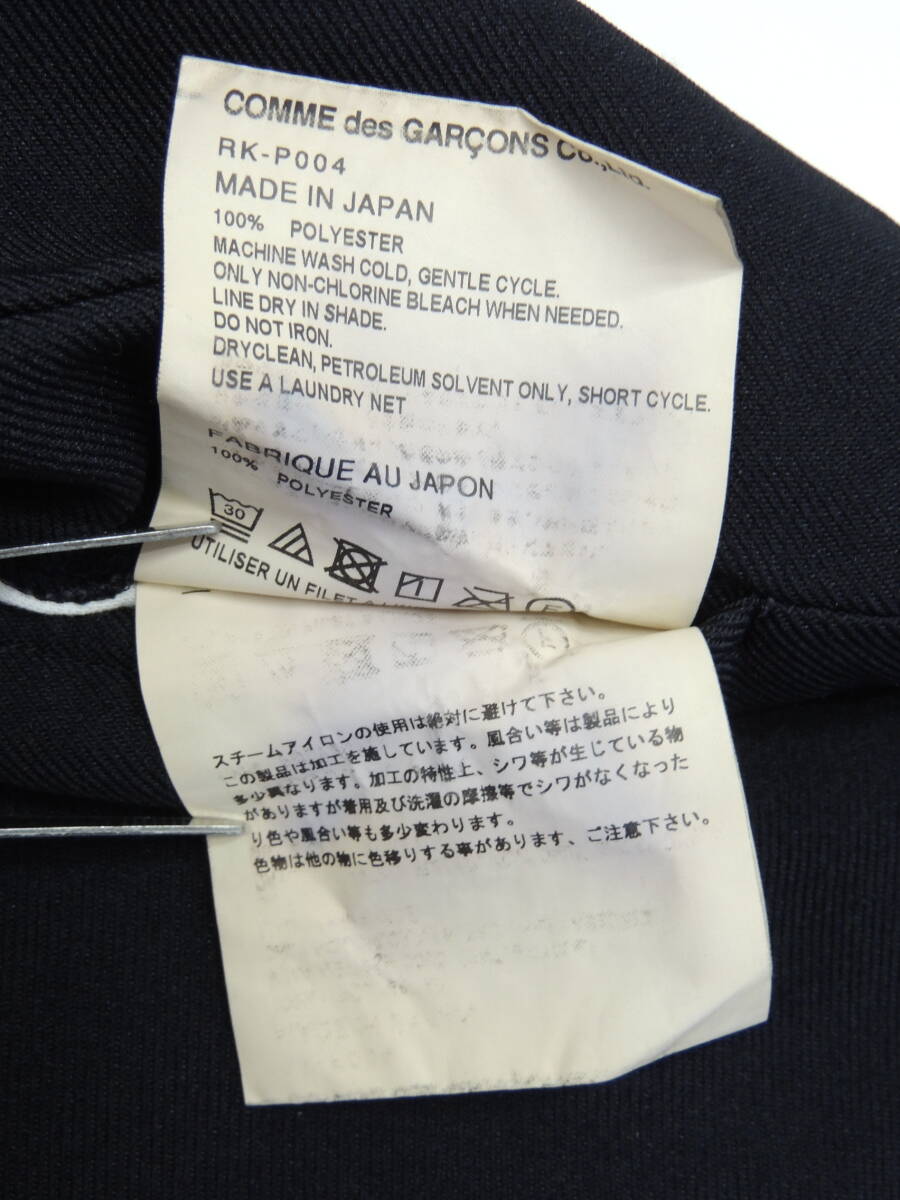 COMME des GARÇONS Co.,Ltd.
RK-P004
MADE IN JAPAN
100% POLYESTER
MACHINE WASH COLD, GENTLE CYCLE.
ONLY NON-CHLORINE BLEACH WHEN NEEDED.
LINE DRY IN SHADE.
DO NOT IRON.
DRYCLEAN, PETROLEUM SOLVENT ONLY, SHORT CYCLE.
USE A LAUNDRY NET
FABRIQUE AU JAPON
100% POLYESTER
30
UTILISER UN FILET
スチームアイロンの使用は絶対に避けて下さい。
この製品は加工を施しています。風合い等は製品により
多少異なります。加工の特性上、シワ等が生じている物
がありますが着用及び洗濯の摩擦等でシワがなくなった
り色や風合い等も多少変わります。
色物は他の物に色移りする事があります、ご注意下さい。